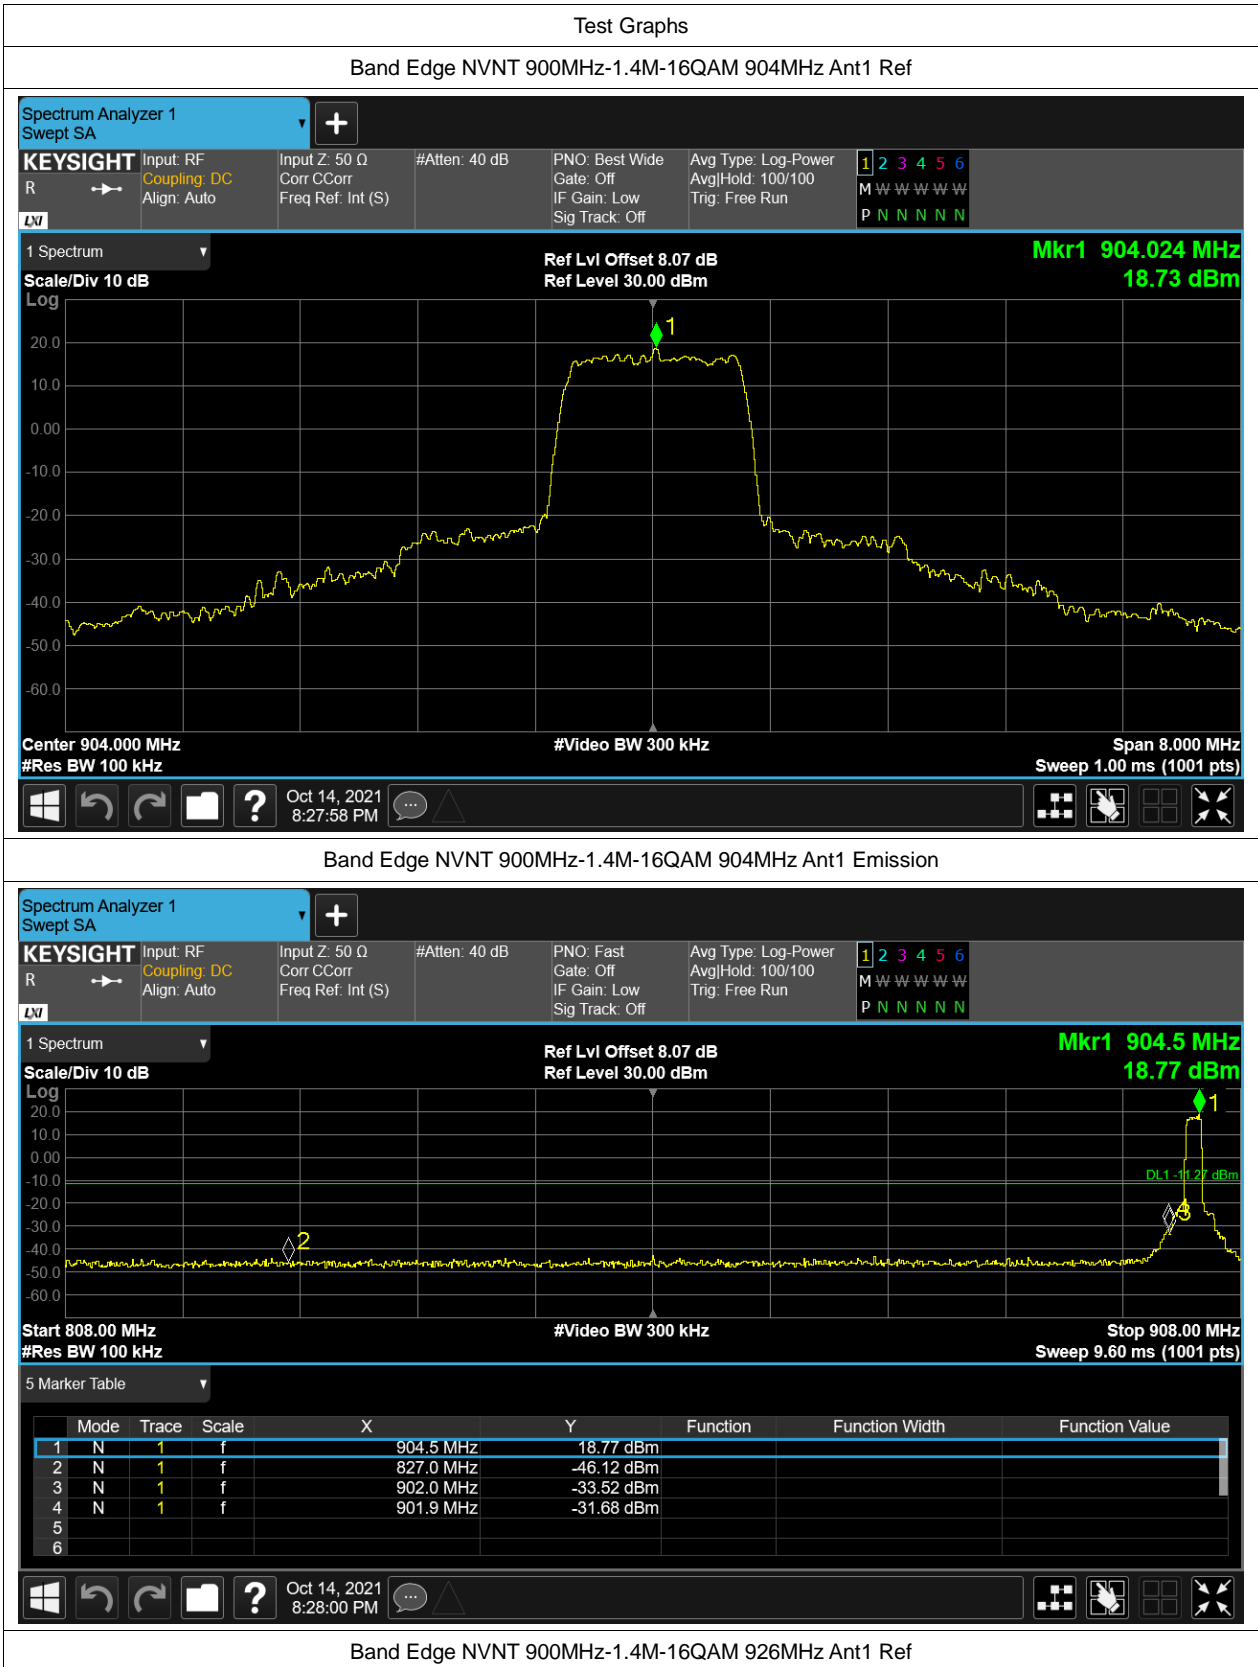 Test Graphs
Band Edge NVNT 900MHz-1.4M-16QAM 904MHz Ant1 Ref
Spectrum Analyzer 1
Swept SA
KEYSIGHT
R
LXI
Input: RF
Coupling: DC
Align: Auto
Input Z: 50 Ω
Corr CCorr
Freq Ref: Int (S)
#Atten: 40 dB
PNO: Best Wide
Gate: Off
IF Gain: Low
Sig Track: Off
Avg Type: Log-Power
Avg|Hold: 100/100
Trig: Free Run
1 2 3 4 5 6
M W W W W W
P N N N N N
1 Spectrum
Scale/Div 10 dB
Ref Lvl Offset 8.07 dB
Ref Level 30.00 dBm
Mkr1 904.024 MHz
18.73 dBm
Log
1
20.0
10.0
0.00
-10.0
-20.0
-30.0
-40.0
-50.0
-60.0
Center 904.000 MHz
#Video BW 300 kHz
Span 8.000 MHz
#Res BW 100 kHz
Sweep 1.00 ms (1001 pts)
?
Oct 14, 2021
8:27:58 PM
Band Edge NVNT 900MHz-1.4M-16QAM 904MHz Ant1 Emission
Spectrum Analyzer 1
Swept SA
KEYSIGHT
R
LXI
Input: RF
Coupling: DC
Align: Auto
Input Z: 50 Ω
Corr CCorr
Freq Ref: Int (S)
#Atten: 40 dB
PNO: Fast
Gate: Off
IF Gain: Low
Sig Track: Off
Avg Type: Log-Power
Avg|Hold: 100/100
Trig: Free Run
1 2 3 4 5 6
M W W W W W
P N N N N N
1 Spectrum
Scale/Div 10 dB
Ref Lvl Offset 8.07 dB
Ref Level 30.00 dBm
Mkr1 904.5 MHz
18.77 dBm
Log
20.0
10.0
0.00
-10.0
-20.0
-30.0
-40.0
-50.0
-60.0
1
DL1 -11.27 dBm
2
3
4
Start 808.00 MHz
#Video BW 300 kHz
Stop 908.00 MHz
#Res BW 100 kHz
Sweep 9.60 ms (1001 pts)
5 Marker Table
Mode Trace Scale X Y Function Function Width Function Value
1 N 1 f 904.5 MHz 18.77 dBm
2 N 1 f 827.0 MHz -46.12 dBm
3 N 1 f 902.0 MHz -33.52 dBm
4 N 1 f 901.9 MHz -31.68 dBm
5
6
?
Oct 14, 2021
8:28:00 PM
Band Edge NVNT 900MHz-1.4M-16QAM 926MHz Ant1 Ref